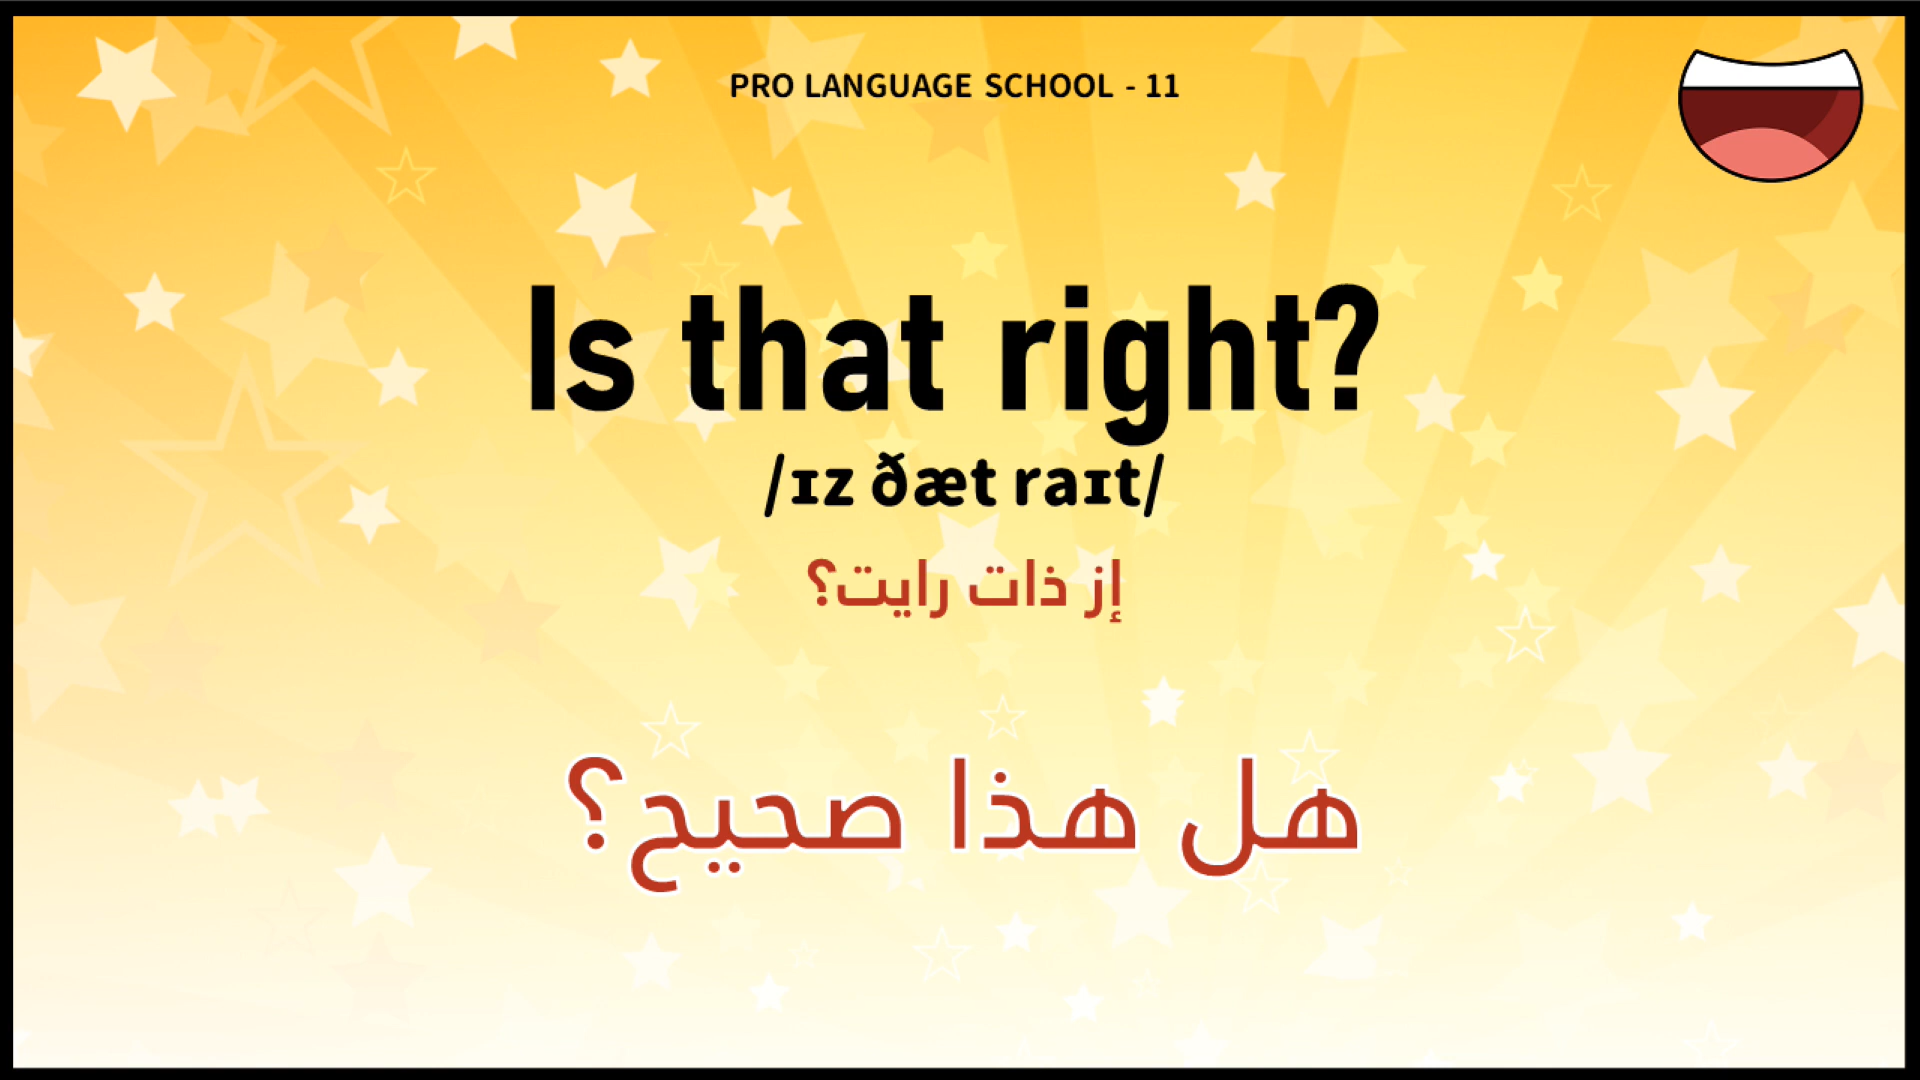 PRO LANGUAGE SCHOOL - 11
Is that right?
/ɪz ðæt raɪt/
إز ذات رايت؟
هل هذا صحيح؟